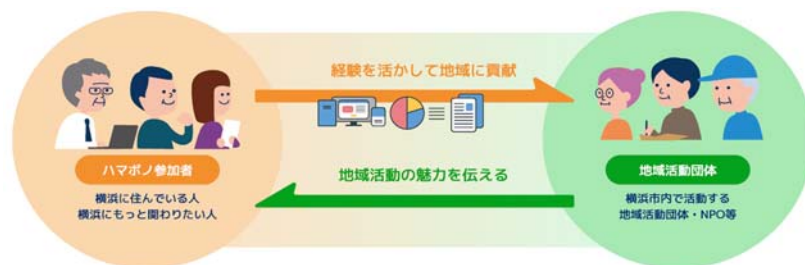 経験を活かして地域に貢献
地域活動の魅力を伝える
ハマボノ参加者
横浜に住んでいる人
横浜にもっと関わりたい人
地域活動団体
横浜市内で活動する
地域活動団体・NPO等